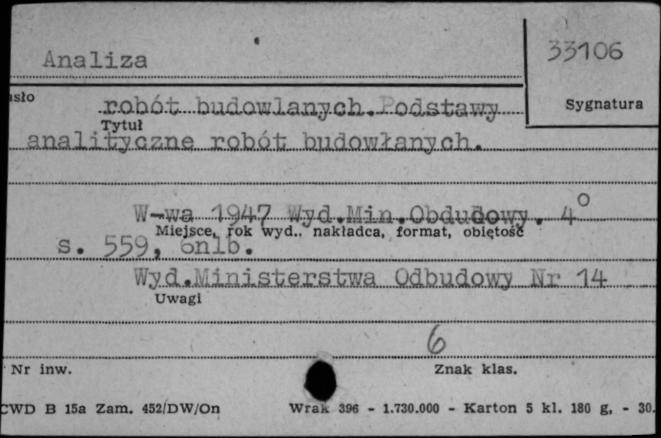 Analiza
33106
asło
Sygnatura
robót budowlanych. Podstawy
Tytuł
analityczne robót budowłanych.
W-wa 1947 Wyd.Min.Obdudowy. 4°
Miejsce, rok wyd., nakładca, format, objętość
s. 559, 6nlb.
Wyd.Ministerstwa Odbudowy Nr 14
Uwagi
6
Nr inw.
Znak klas.
CWD B 15a Zam. 452/DW/On Wrak 396 - 1.730.000 - Karton 5 kl. 180 g. - 30.